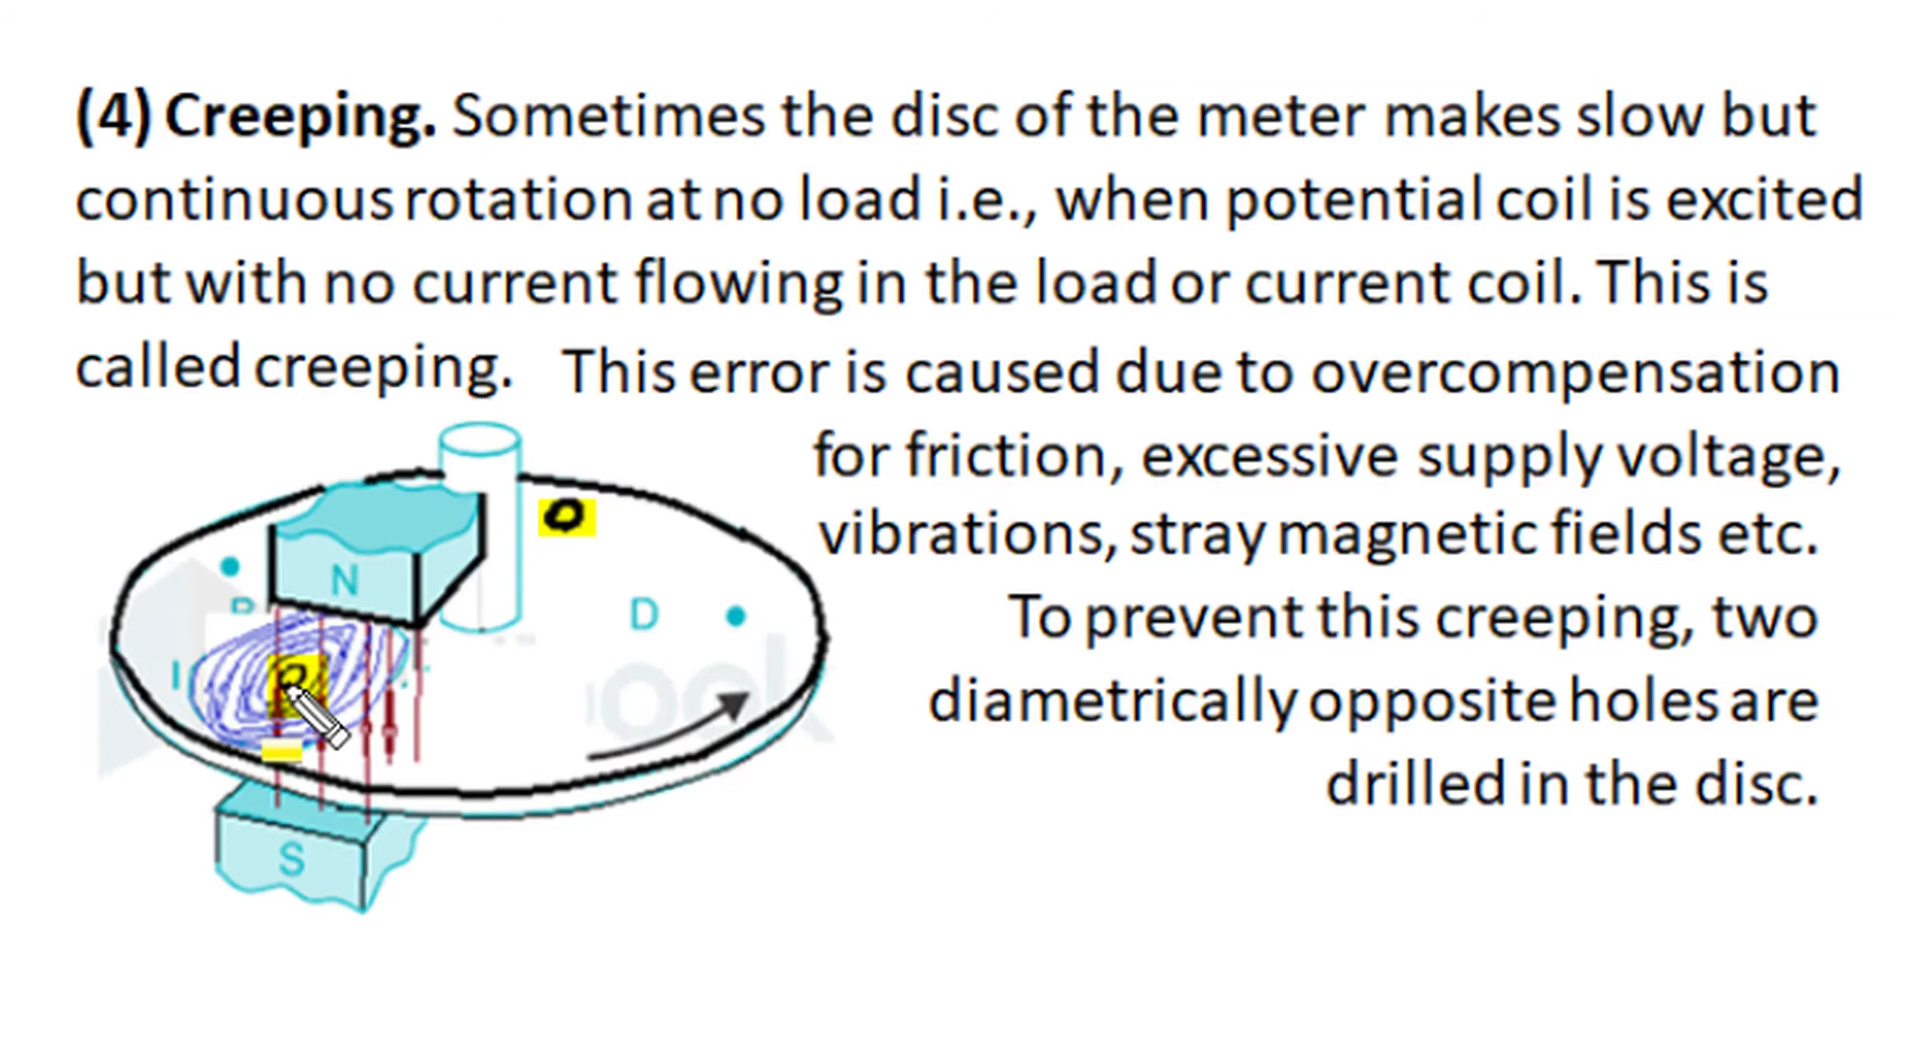 (4) Creeping. Sometimes the disc of the meter makes slow but
continuous rotation at no load i.e., when potential coil is excited
but with no current flowing in the load or current coil. This is
called creeping. This error is caused due to overcompensation
for friction, excessive supply voltage,
vibrations, stray magnetic fields etc.
To prevent this creeping, two
diametrically opposite holes are
drilled in the disc.
N
D
S